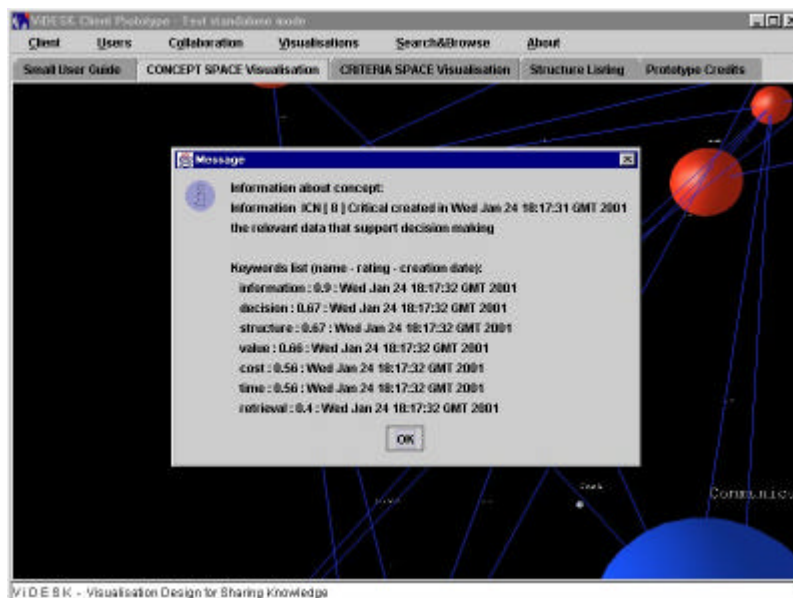 ViDESK Client Prototype - Test standalone mode
Client Users Collaboration Visualisations Search&Browse About
Small User Guide CONCEPT SPACE Visualisation CRITERIA SPACE Visualisation Structure Listing Prototype Credits
Message
Information about concept:
Information ICN [ 8 ] Critical created in Wed Jan 24 18:17:31 GMT 2001
the relevant data that support decision making
Keywords list (name - rating - creation date):
information : 0.9 : Wed Jan 24 18:17:32 GMT 2001
decision : 0.67 : Wed Jan 24 18:17:32 GMT 2001
structure : 0.67 : Wed Jan 24 18:17:32 GMT 2001
value : 0.66 : Wed Jan 24 18:17:32 GMT 2001
cost : 0.56 : Wed Jan 24 18:17:32 GMT 2001
time : 0.56 : Wed Jan 24 18:17:32 GMT 2001
retrieval : 0.4 : Wed Jan 24 18:17:32 GMT 2001
OK
Communic
ViDESK - Visualisation Design for Sharing Knowledge